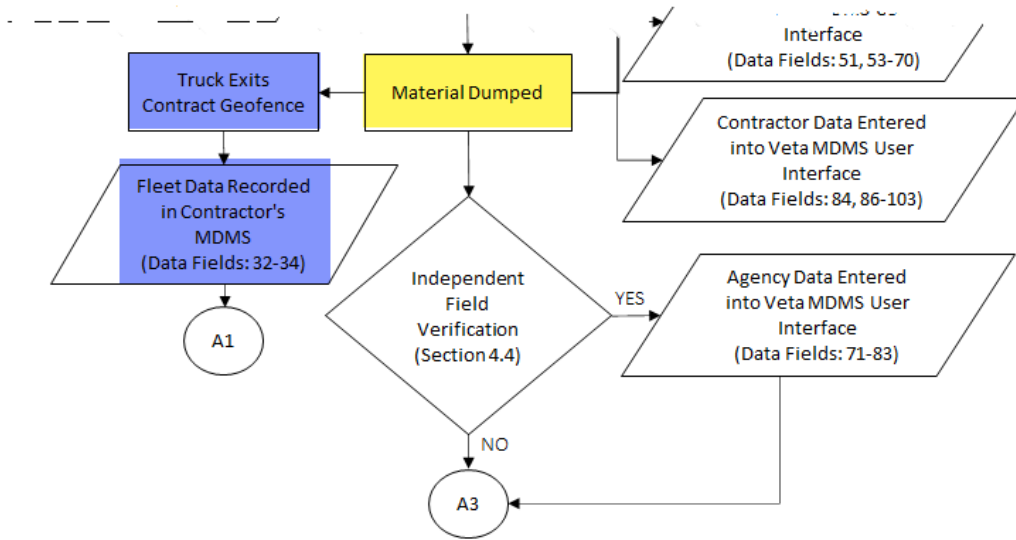 Interface
(Data Fields: 51, 53-70)
Truck Exits
Contract Geofence
Material Dumped
Contractor Data Entered
into Veta MDMS User
Interface
(Data Fields: 84, 86-103)
Fleet Data Recorded
in Contractor's
MDMS
(Data Fields: 32-34)
Independent
Field
Verification
(Section 4.4)
YES
Agency Data Entered
into Veta MDMS User
Interface
(Data Fields: 71-83)
A1
NO
A3